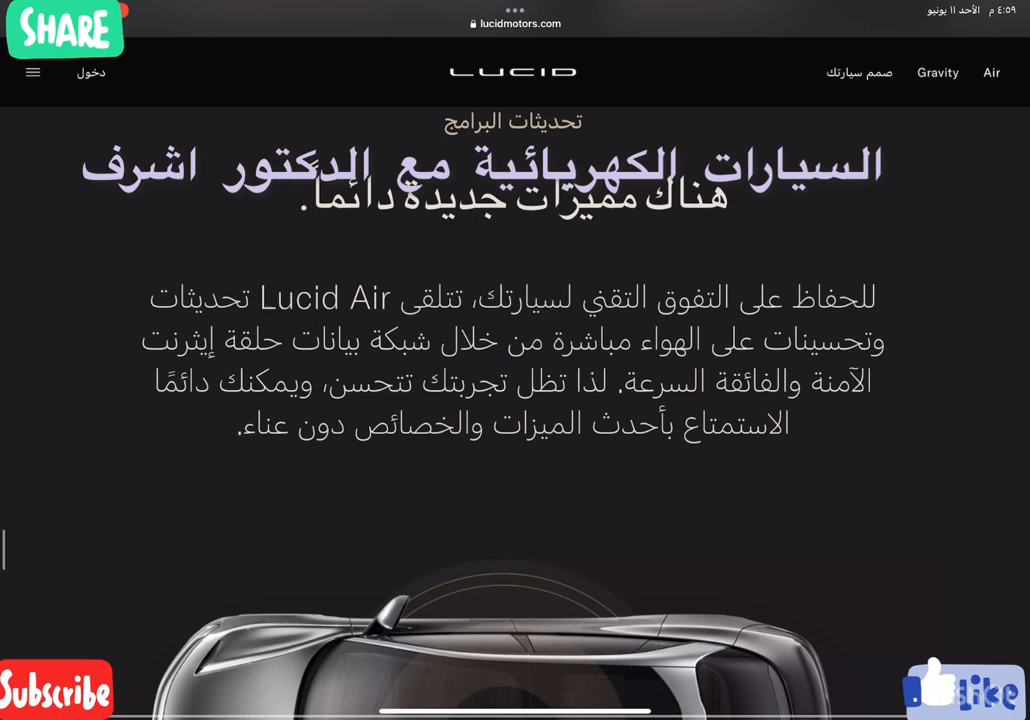 SHARE
٤:٥٩ م الأحد ١١ يونيو
lucidmotors.com
Air Gravity صمم سيارتك
LUCID
دخول
تحديثات البرامج
السيارات الكهربائية مع الدكتور اشرف
هناك مميزات جديدة دائماً.
للحفاظ على التفوق التقني لسيارتك، تتلقى Lucid Air تحديثات
وتحسينات على الهواء مباشرة من خلال شبكة بيانات حلقة إيثرنت
الآمنة والفائقة السرعة. لذا تظل تجربتك تتحسن، ويمكنك دائمًا
الاستمتاع بأحدث الميزات والخصائص دون عناء.
Subscribe
Like